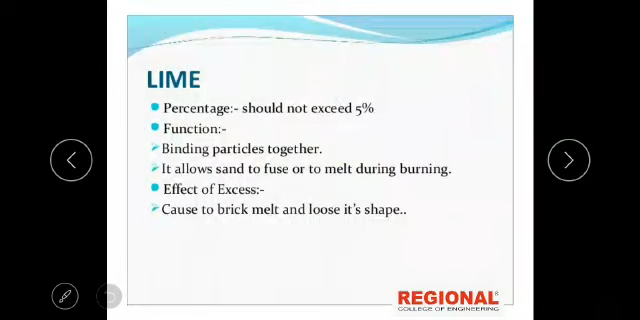 LIME
Percentage:- should not exceed 5%
Function:-
Binding particles together.
It allows sand to fuse or to melt during burning.
Effect of Excess:-
Cause to brick melt and loose it's shape..
REGIONAL
COLLEGE OF ENGINEERING